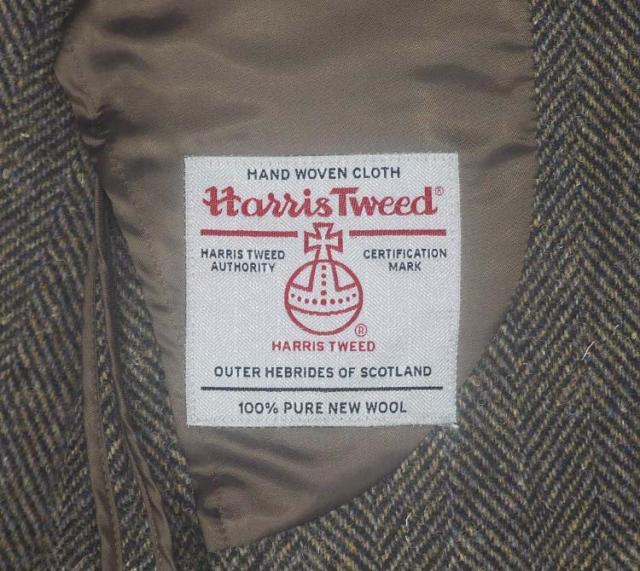 HAND WOVEN CLOTH
Harris Tweed®
HARRIS TWEED AUTHORITY
CERTIFICATION MARK
®
HARRIS TWEED
OUTER HEBRIDES OF SCOTLAND
100% PURE NEW WOOL